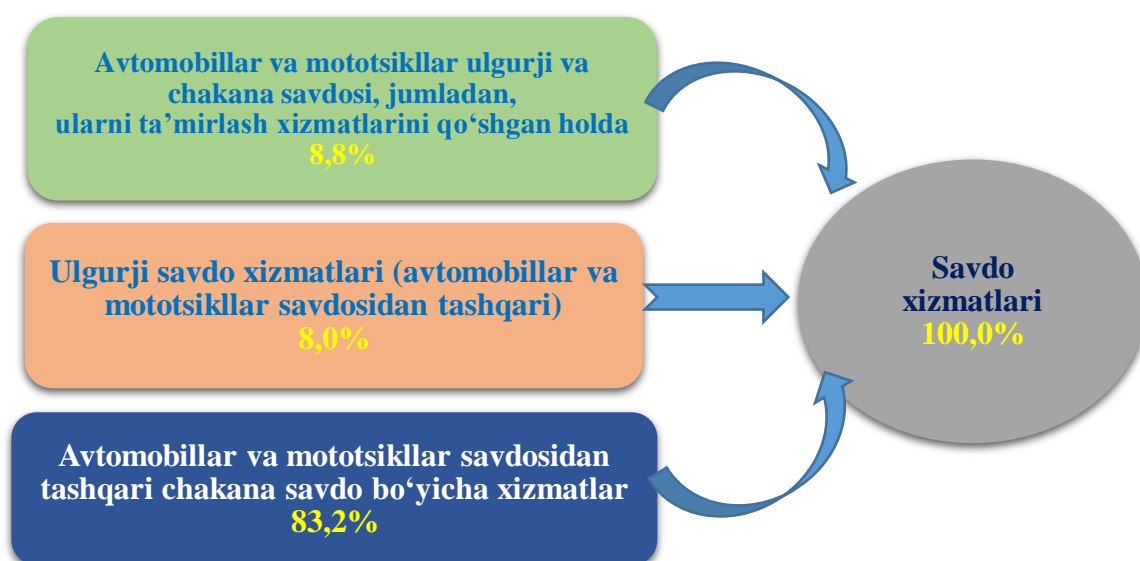 Avtomobillar va mototsikllar ulgurji va
chakana savdosi, jumladan,
ularni ta’mirlash xizmatlarini qo‘shgan holda
8,8%
Ulgurji savdo xizmatlari (avtomobillar va
mototsikllar savdosidan tashqari)
8,0%
Avtomobillar va mototsikllar savdosidan
tashqari chakana savdo bo‘yicha xizmatlar
83,2%
Savdo
xizmatlari
100,0%